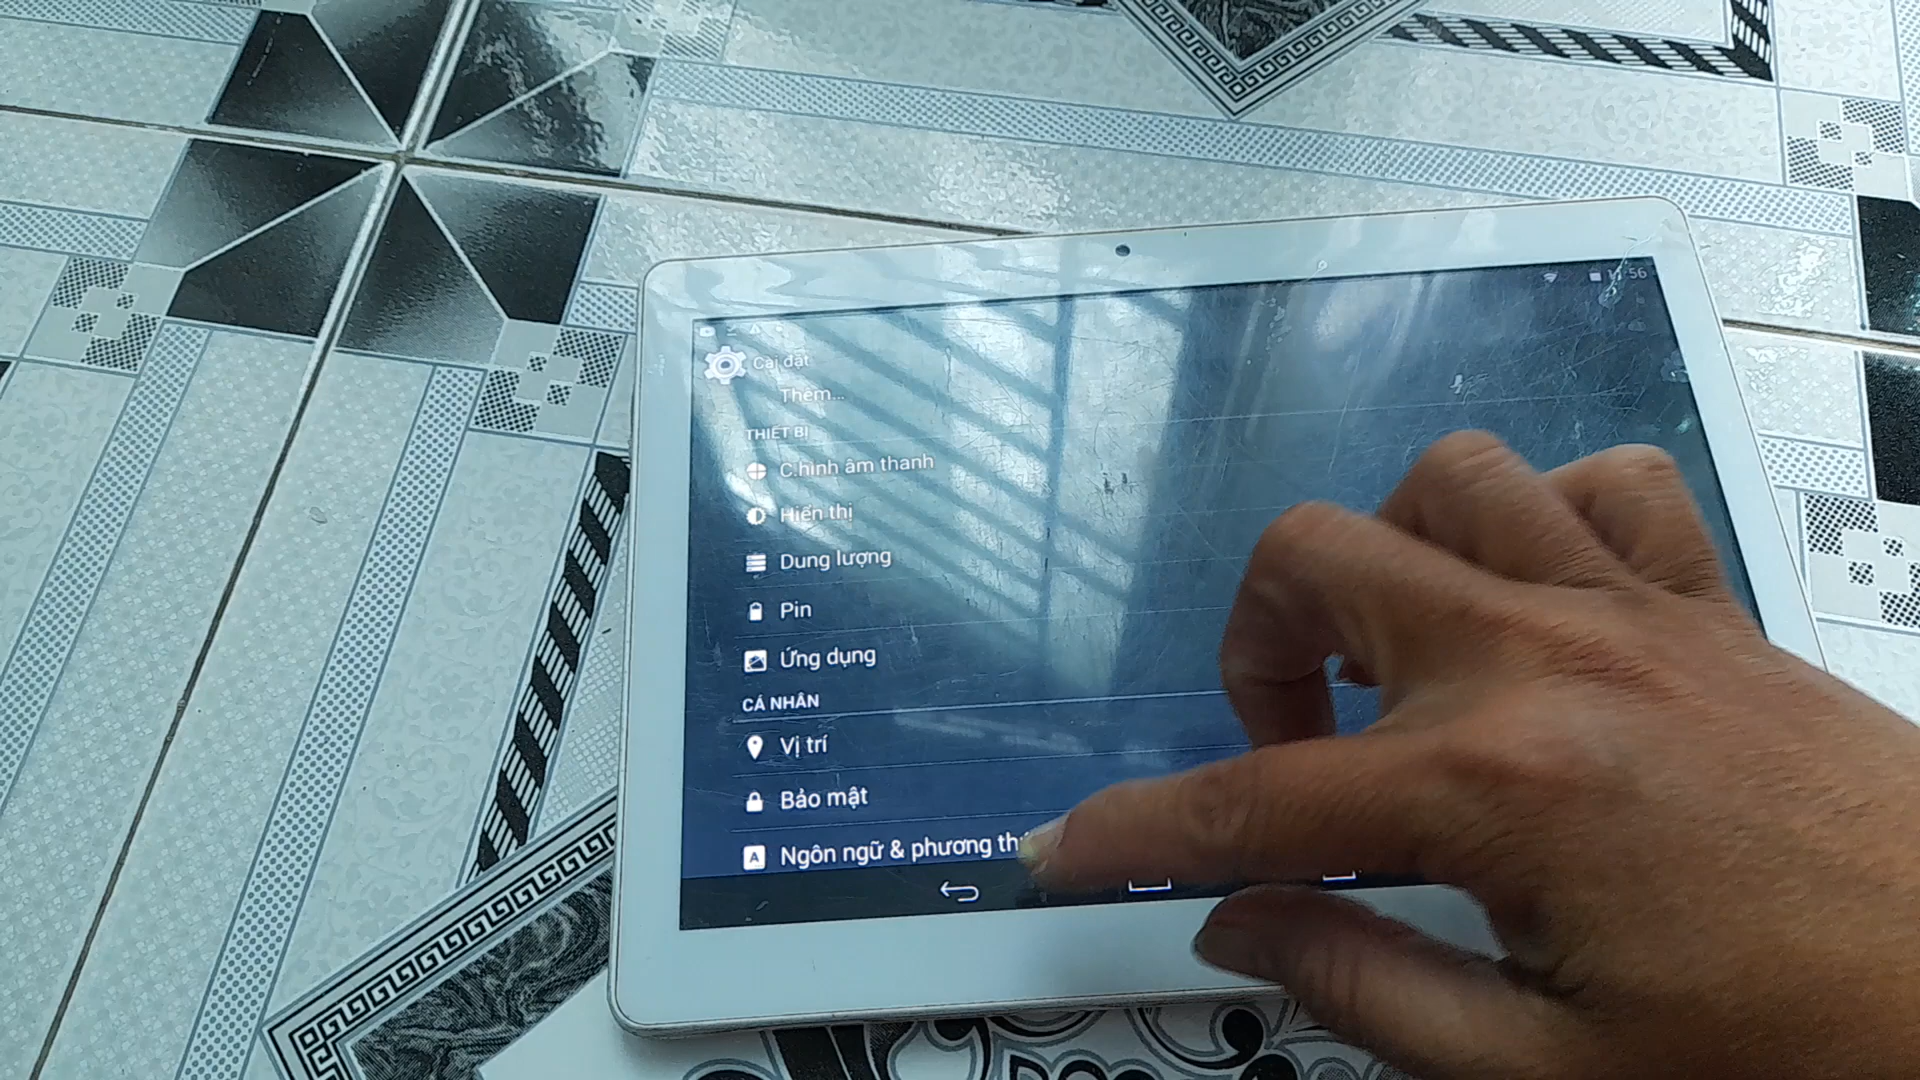 Cài đặt
Thêm...
THIẾT BỊ
C.hình âm thanh
Hiển thị
Dung lượng
Pin
Ứng dụng
CÁ NHÂN
Vị trí
Bảo mật
A Ngôn ngữ & phương